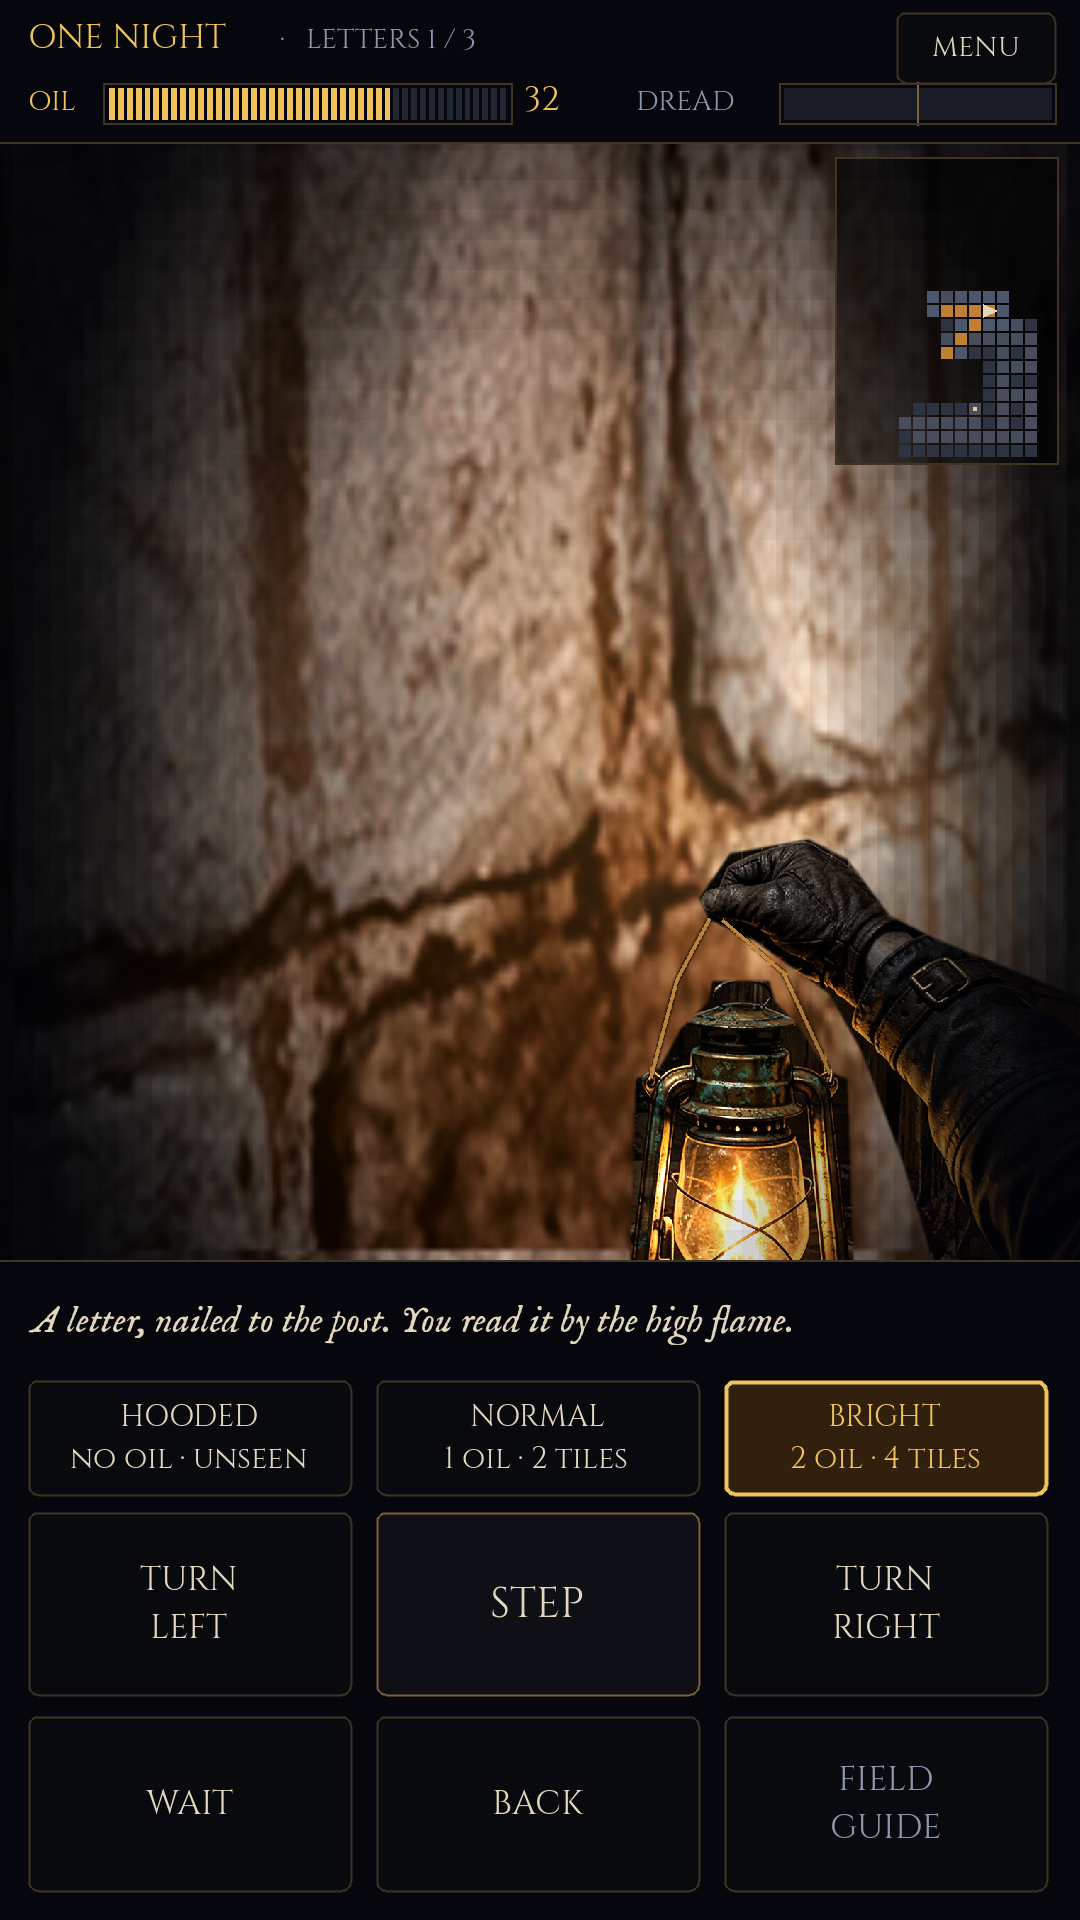 ONE NIGHT · LETTERS 1 / 3
MENU
OIL 32 DREAD
A letter, nailed to the post. You read it by the high flame.
HOODED
NO OIL · UNSEEN
NORMAL
1 OIL · 2 TILES
BRIGHT
2 OIL · 4 TILES
TURN
LEFT
STEP
TURN
RIGHT
WAIT
BACK
FIELD
GUIDE